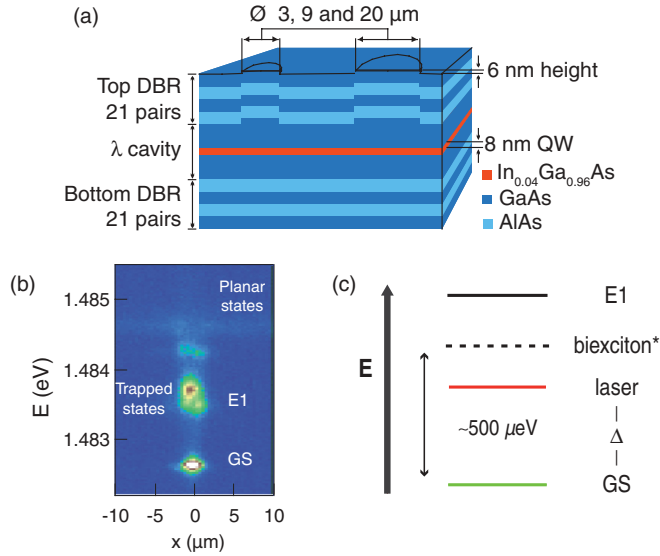 (a)
Ø 3, 9 and 20 µm
6 nm height
Top DBR
21 pairs
λ cavity
8 nm QW
Bottom DBR
21 pairs
In0.04Ga0.96As
GaAs
AlAs
(b)
Planar
states
Trapped
states
E1
GS
1.485
1.484
1.483
E (eV)
-10
-5
0
5
10
x (µm)
(c)
E
E1
biexciton*
laser
~500 µeV
Δ
GS